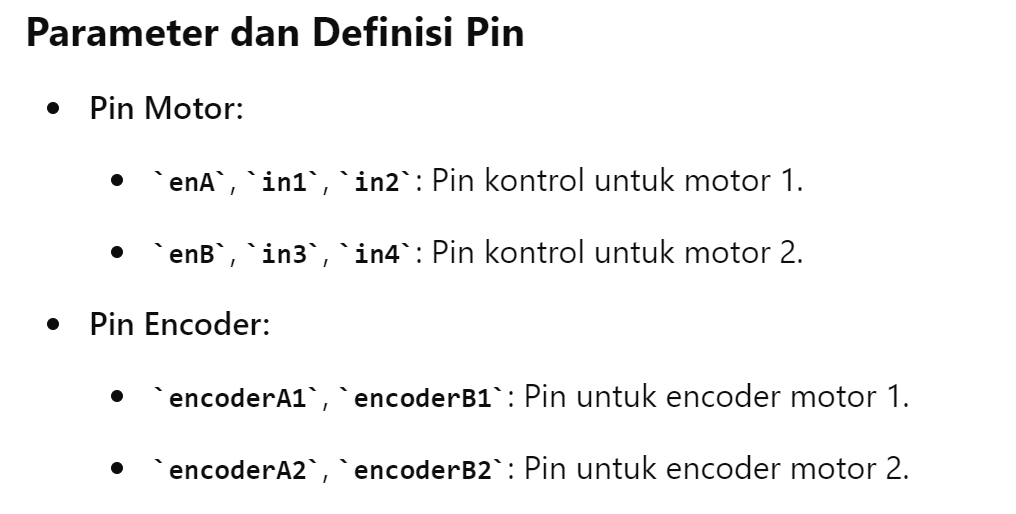 Parameter dan Definisi Pin
• Pin Motor:
• `enA`, `in1`, `in2`: Pin kontrol untuk motor 1.
• `enB`, `in3`, `in4`: Pin kontrol untuk motor 2.
• Pin Encoder:
• `encoderA1`, `encoderB1`: Pin untuk encoder motor 1.
• `encoderA2`, `encoderB2`: Pin untuk encoder motor 2.